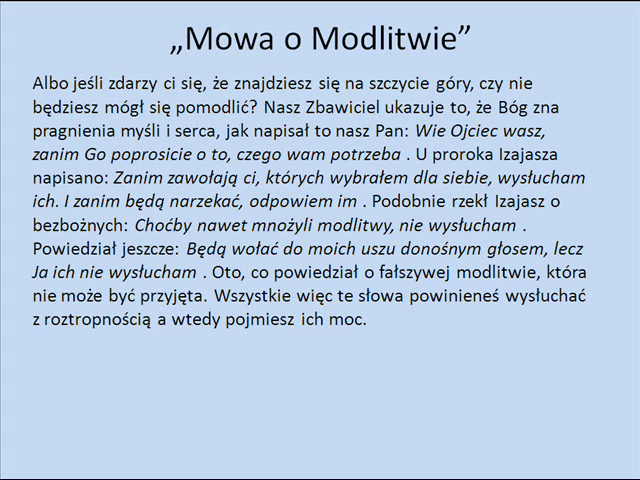 „Mowa o Modlitwie”
Albo jeśli zdarzy ci się, że znajdziesz się na szczycie góry, czy nie
będziesz mógł się pomodlić? Nasz Zbawiciel ukazuje to, że Bóg zna
pragnienia myśli i serca, jak napisał to nasz Pan: Wie Ojciec wasz,
zanim Go poprosicie o to, czego wam potrzeba . U proroka Izajasza
napisano: Zanim zawołają ci, których wybrałem dla siebie, wysłucham
ich. I zanim będą narzekać, odpowiem im . Podobnie rzekł Izajasz o
bezbożnych: Choćby nawet mnożyli modlitwy, nie wysłucham .
Powiedział jeszcze: Będą wołać do moich uszu donośnym głosem, lecz
Ja ich nie wysłucham . Oto, co powiedział o fałszywej modlitwie, która
nie może być przyjęta. Wszystkie więc te słowa powinieneś wysłuchać
z roztropnością a wtedy pojmiesz ich moc.